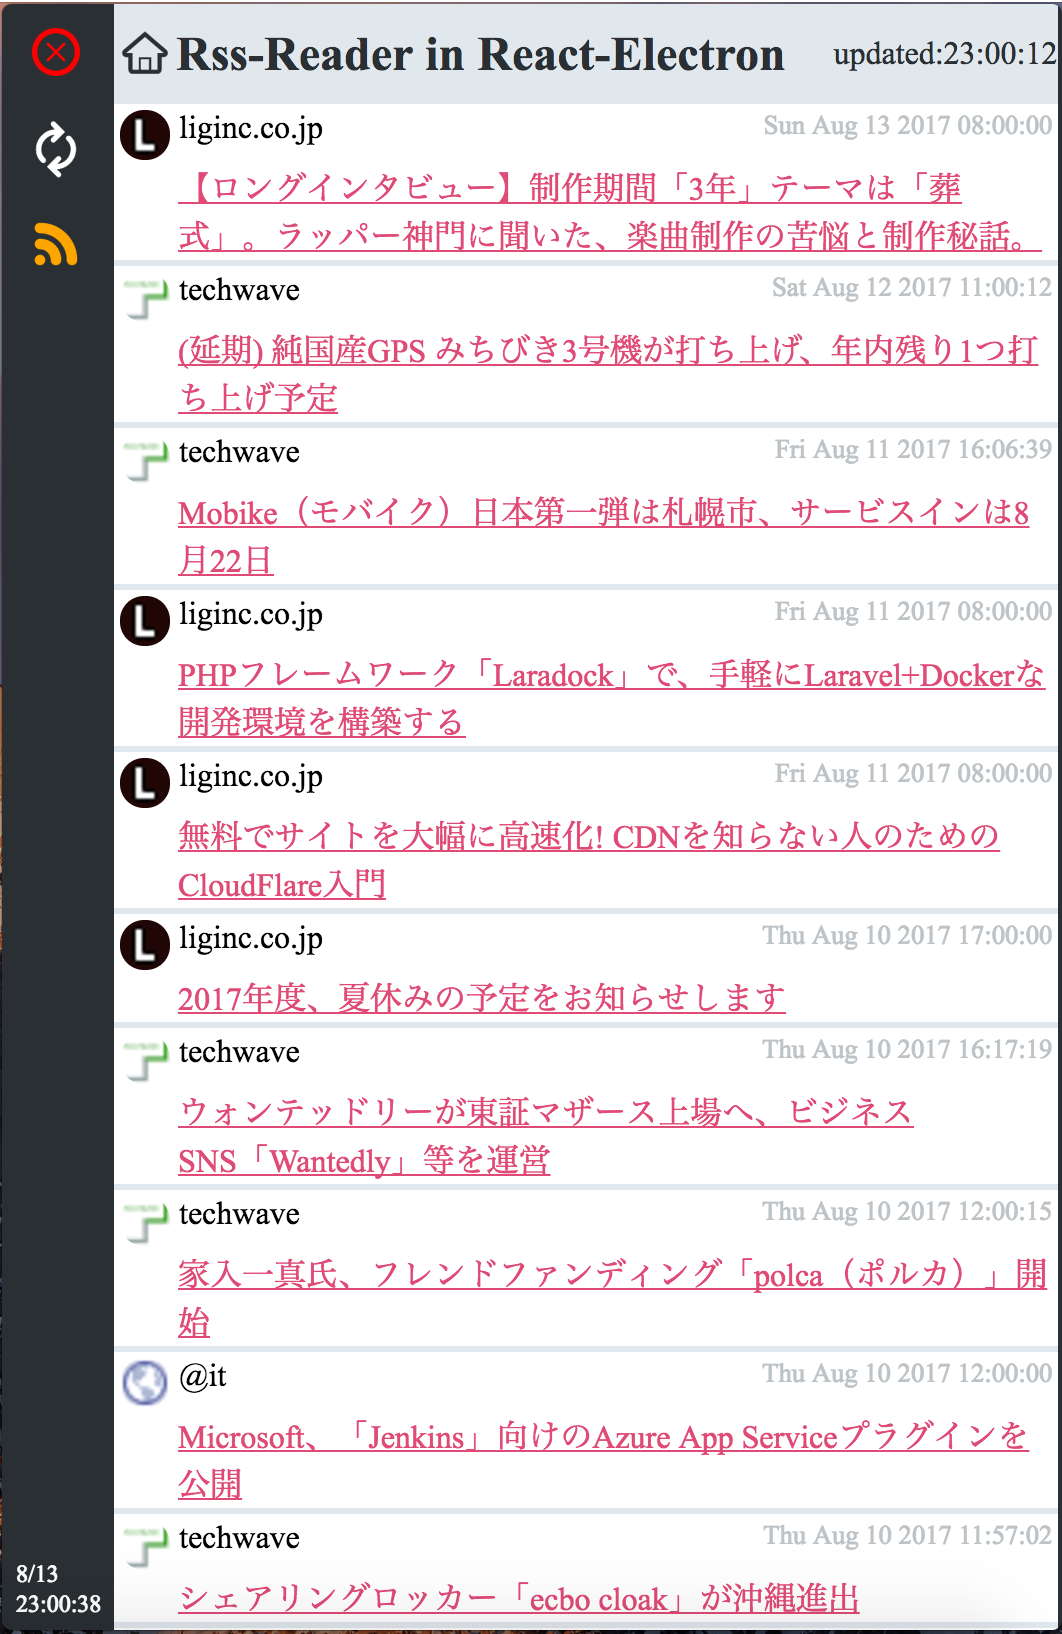 Rss-Reader in React-Electron
updated:23:00:12
liginc.co.jp
Sun Aug 13 2017 08:00:00
【ロングインタビュー】制作期間「3年」テーマは「葬
式」。ラッパー神門に聞いた、楽曲制作の苦悩と制作秘話。
techwave
Sat Aug 12 2017 11:00:12
(延期) 純国産GPS みちびき3号機が打ち上げ、年内残り1つ打
ち上げ予定
techwave
Fri Aug 11 2017 16:06:39
Mobike（モバイク）日本第一弾は札幌市、サービスインは8
月22日
liginc.co.jp
Fri Aug 11 2017 08:00:00
PHPフレームワーク「Laradock」で、手軽にLaravel+Dockerな
開発環境を構築する
liginc.co.jp
Fri Aug 11 2017 08:00:00
無料でサイトを大幅に高速化! CDNを知らない人のための
CloudFlare入門
liginc.co.jp
Thu Aug 10 2017 17:00:00
2017年度、夏休みの予定をお知らせします
techwave
Thu Aug 10 2017 16:17:19
ウォンテッドリーが東証マザース上場へ、ビジネス
SNS「Wantedly」等を運営
techwave
Thu Aug 10 2017 12:00:15
家入一真氏、フレンドファンディング「polca（ポルカ）」開
始
@it
Thu Aug 10 2017 12:00:00
Microsoft、「Jenkins」向けのAzure App Serviceプラグインを
公開
techwave
Thu Aug 10 2017 11:57:02
シェアリングロッカー「ecbo cloak」が沖縄進出
8/13
23:00:38